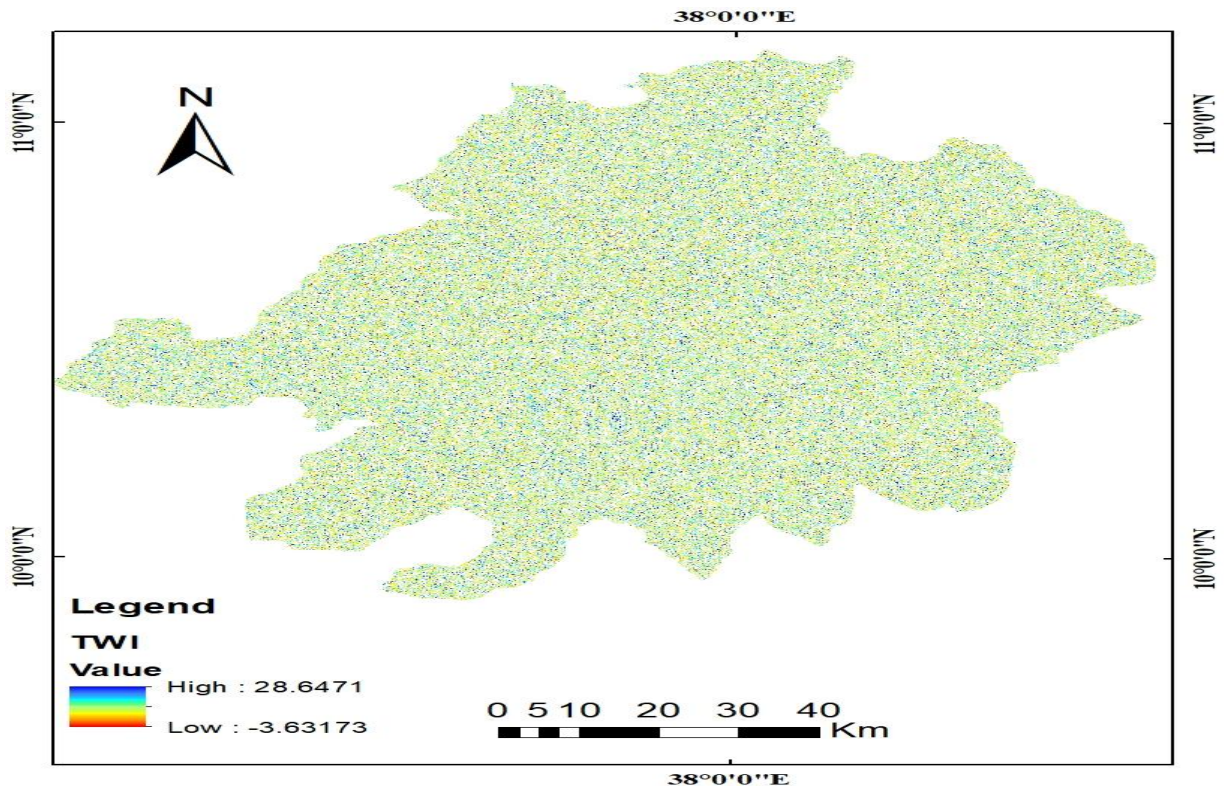 38°0'0"E
N
11°0'0"N
11°0'0"N
10°0'0"N
10°0'0"N
Legend
TWI
Value
High : 28.6471
Low : -3.63173
0 5 10 20 30 40
Km
38°0'0"E